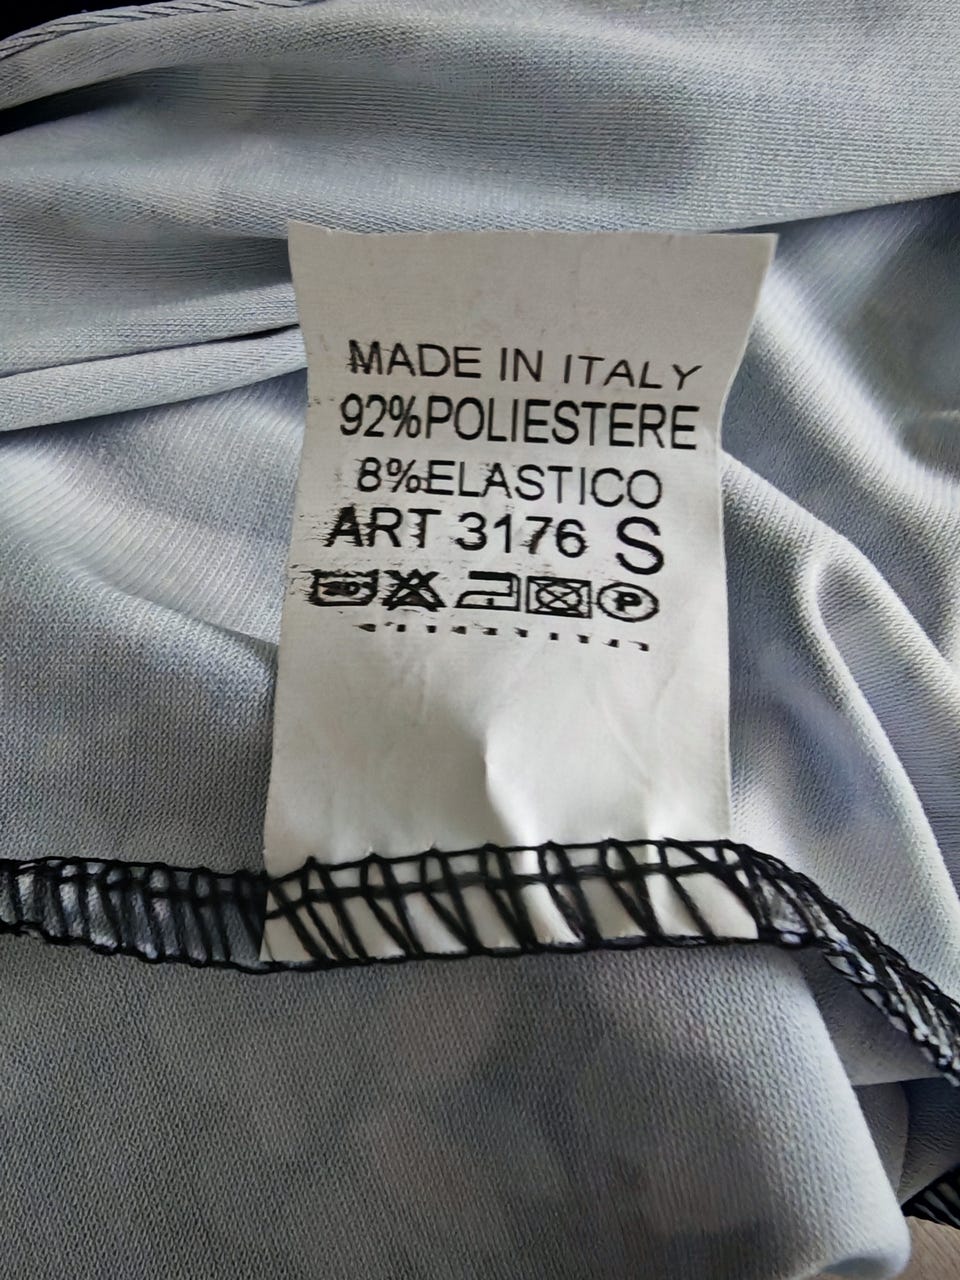 MADE IN ITALY
92%POLIESTERE
8%ELASTICO
ART 3176 S
P